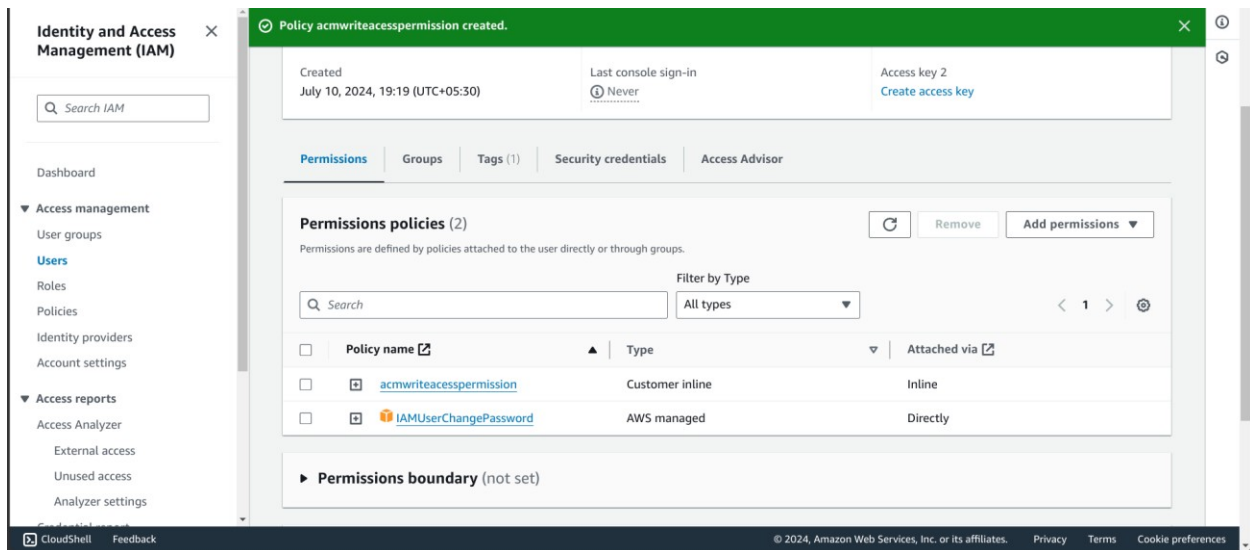 Identity and Access
Management (IAM)
Search IAM
Dashboard
Access management
User groups
Users
Roles
Policies
Identity providers
Account settings
Access reports
Access Analyzer
External access
Unused access
Analyzer settings
Policy acmwriteacesspermission created.
Created
July 10, 2024, 19:19 (UTC+05:30)
Last console sign-in
Never
Access key 2
Create access key
Permissions Groups Tags (1) Security credentials Access Advisor
Permissions policies (2)
Remove Add permissions
Permissions are defined by policies attached to the user directly or through groups.
Filter by Type
Search All types 1
Policy name Type Attached via
acmwriteacesspermission Customer inline Inline
IAMUserChangePassword AWS managed Directly
Permissions boundary (not set)
CloudShell Feedback © 2024, Amazon Web Services, Inc. or its affiliates. Privacy Terms Cookie preferences